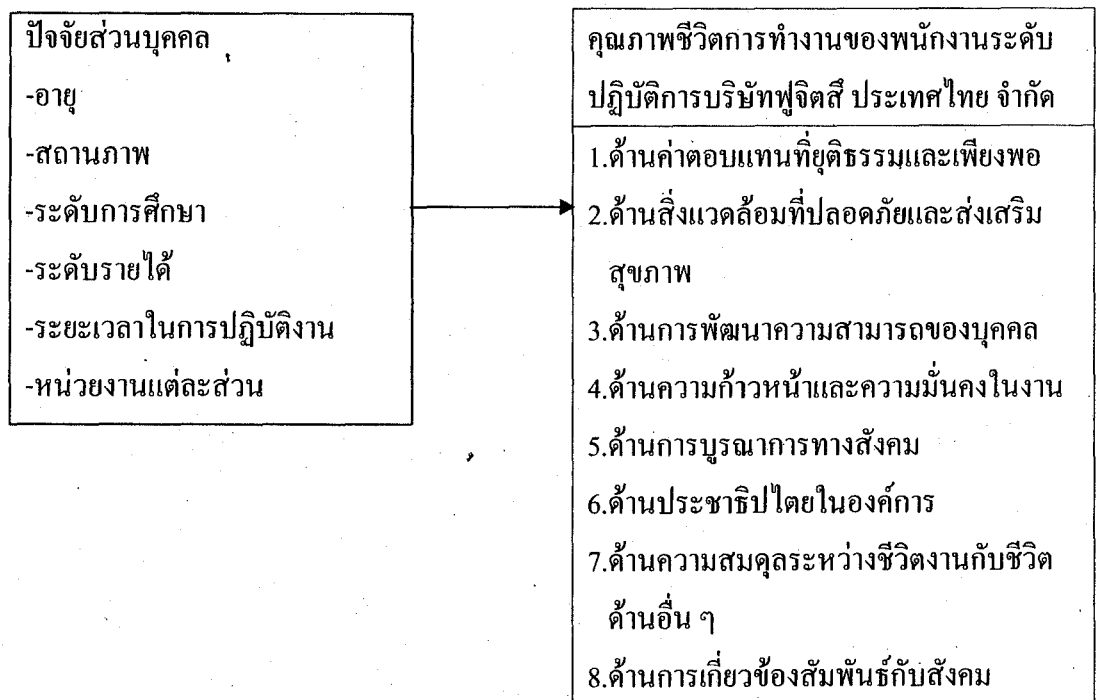 ปัจจัยส่วนบุคคล
-อายุ
-สถานภาพ
-ระดับการศึกษา
-ระดับรายได้
-ระยะเวลาในการปฏิบัติงาน
-หน่วยงานแต่ละส่วน
คุณภาพชีวิตการทำงานของพนักงานระดับ
ปฏิบัติการบริษัทฟูจิตสึ ประเทศไทย จำกัด
1.ด้านค่าตอบแทนที่ยุติธรรมและเพียงพอ
2.ด้านสิ่งแวดล้อมที่ปลอดภัยและส่งเสริม
สุขภาพ
3.ด้านการพัฒนาความสามารถของบุคคล
4.ด้านความก้าวหน้าและความมั่นคงในงาน
5.ด้านการบูรณาการทางสังคม
6.ด้านประชาธิปไตยในองค์การ
7.ด้านความสมดุลระหว่างชีวิตงานกับชีวิต
ด้านอื่น ๆ
8.ด้านการเกี่ยวข้องสัมพันธ์กับสังคม